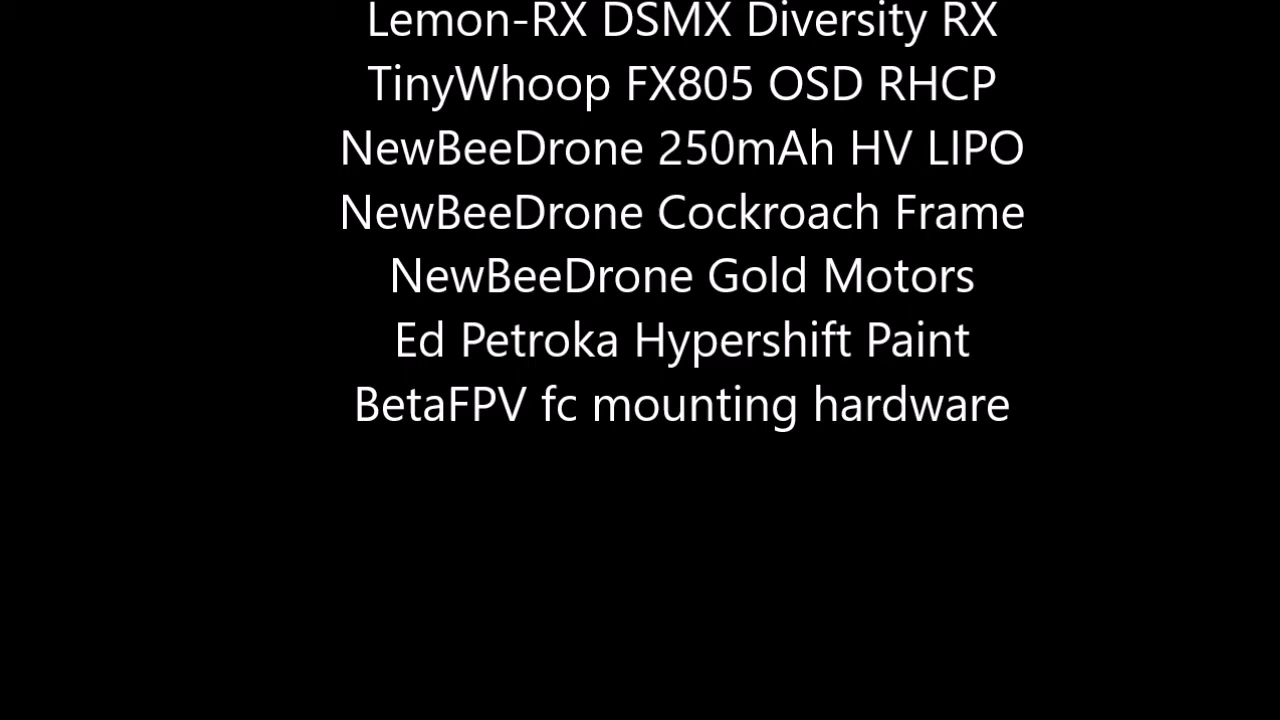 Lemon-RX DSMX Diversity RX
TinyWhoop FX805 OSD RHCP
NewBeeDrone 250mAh HV LIPO
NewBeeDrone Cockroach Frame
NewBeeDrone Gold Motors
Ed Petroka Hypershift Paint
BetaFPV fc mounting hardware